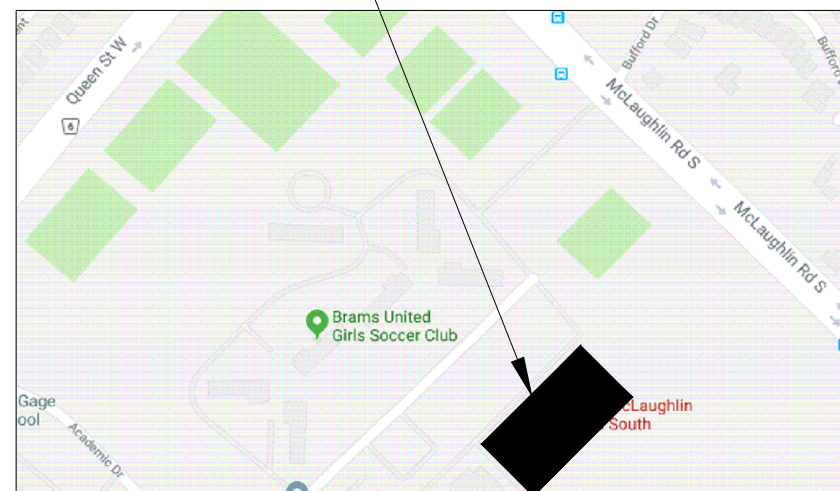 Queen St W
6
Bufford Dr
McLaughlin Rd S
McLaughlin Rd S
Brams United
Girls Soccer Club
cLaughlin
South
Gage
ool
Academic Dr